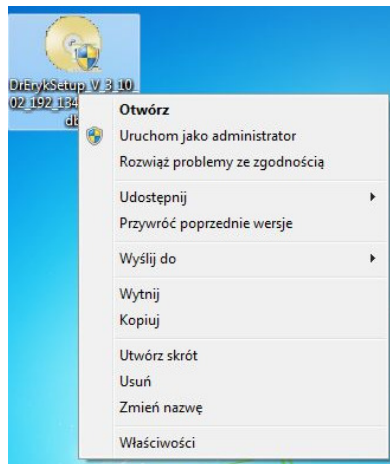 DrErykSetup_V_3_10_
02_192_134
Otwórz
Uruchom jako administrator
Rozwiąż problemy ze zgodnością
Udostępnij
Przywróć poprzednie wersje
Wyślij do
Wytnij
Kopiuj
Utwórz skrót
Usuń
Zmień nazwę
Właściwości